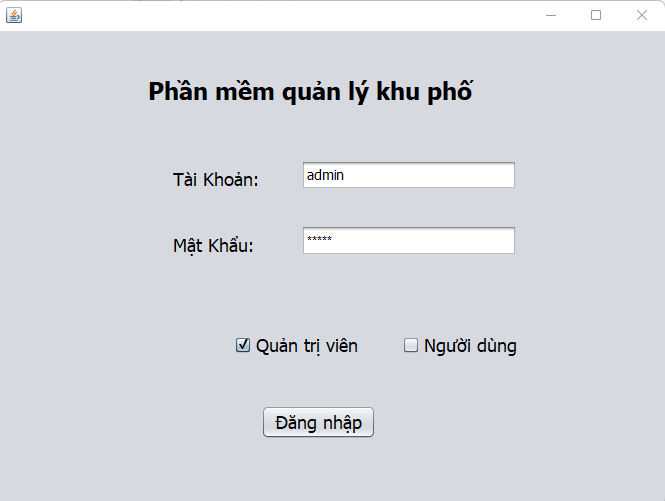 Phần mềm quản lý khu phố
Tài Khoản: admin
Mật Khẩu: *****
Quản trị viên Người dùng
Đăng nhập